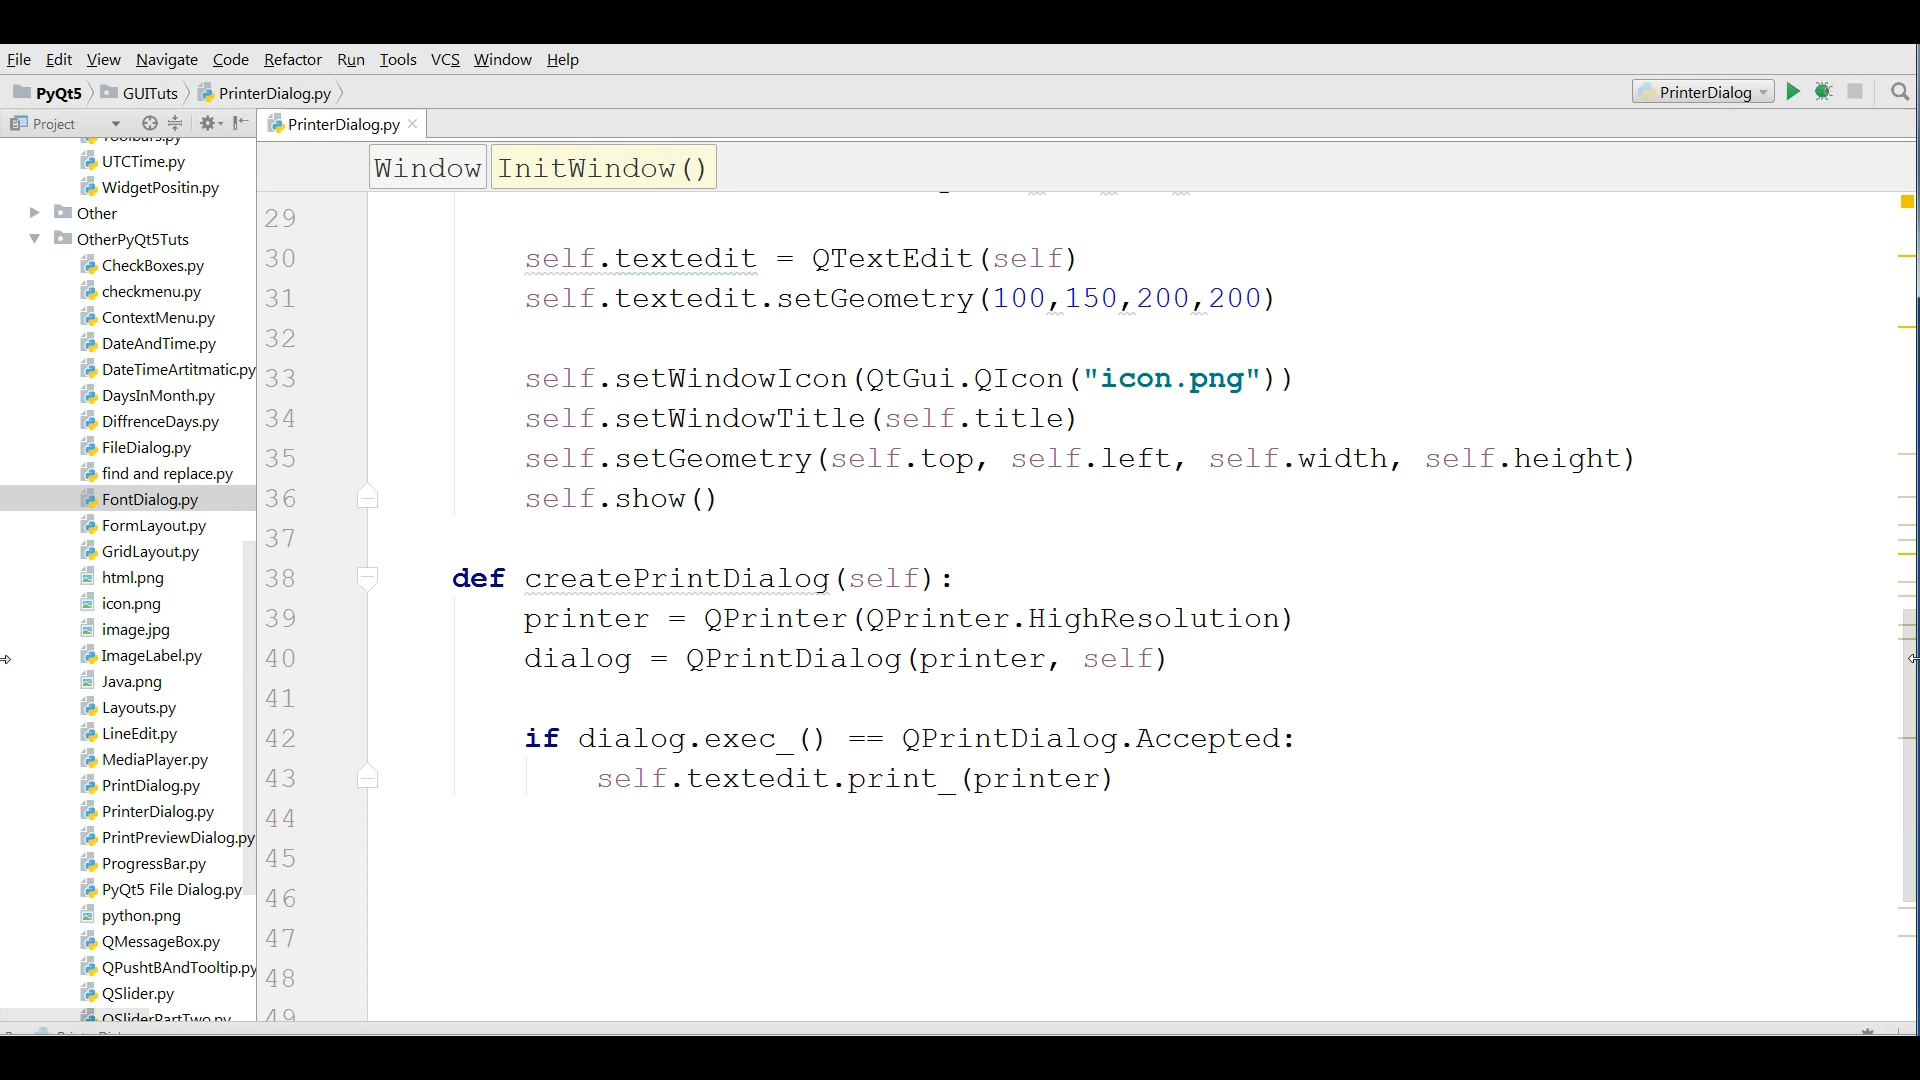 File Edit View Navigate Code Refactor Run Tools VCS Window Help
PyQt5 GUITuts PrinterDialog.py PrinterDialog
Project PrinterDialog.py
Window InitWindow()
UTCTime.py
WidgetPositin.py
Other
OtherPyQt5Tuts
CheckBoxes.py
checkmenu.py
ContextMenu.py
DateAndTime.py
DateTimeArtitmatic.py
DaysInMonth.py
DiffrenceDays.py
FileDialog.py
find and replace.py
FontDialog.py
FormLayout.py
GridLayout.py
html.png
icon.png
image.jpg
ImageLabel.py
Java.png
Layouts.py
LineEdit.py
MediaPlayer.py
PrintDialog.py
PrinterDialog.py
PrintPreviewDialog.py
ProgressBar.py
PyQt5 File Dialog.py
python.png
QMessageBox.py
QPushtBAndTooltip.py
QSlider.py
QSliderPartTwo.py
29
30 self.textedit = QTextEdit(self)
31 self.textedit.setGeometry(100,150,200,200)
32
33 self.setWindowIcon(QtGui.QIcon("icon.png"))
34 self.setWindowTitle(self.title)
35 self.setGeometry(self.top, self.left, self.width, self.height)
36 self.show()
37
38 def createPrintDialog(self):
39 printer = QPrinter(QPrinter.HighResolution)
40 dialog = QPrintDialog(printer, self)
41
42 if dialog.exec_() == QPrintDialog.Accepted:
43 self.textedit.print_(printer)
44
45
46
47
48
49